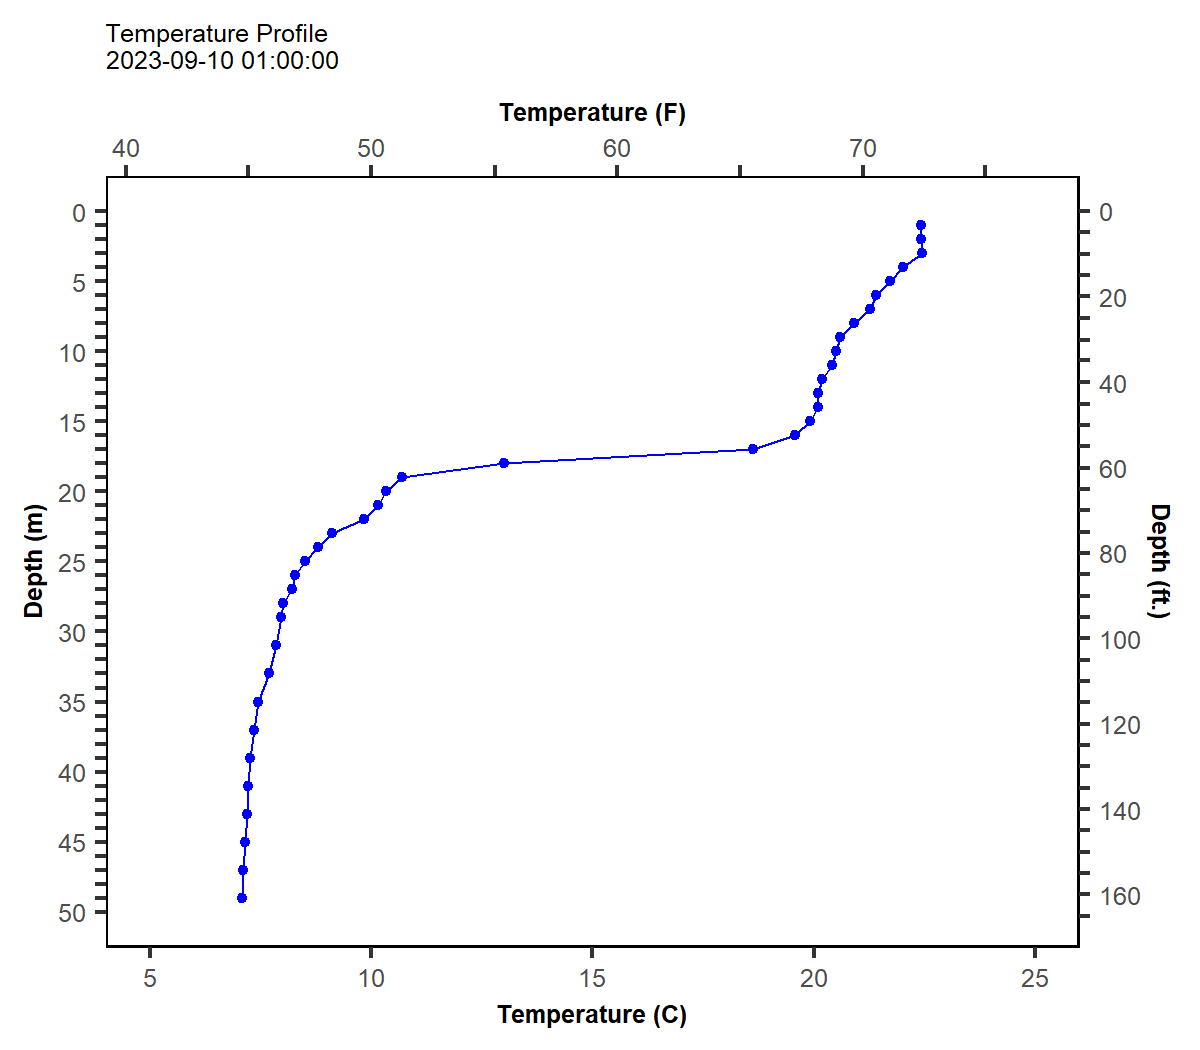 Temperature Profile
2023-09-10 01:00:00
Temperature (F)
40 50 60 70
0 0
5 20
10 40
15 60
20 80
25 100
30 120
35 140
40 160
45
50
Depth (m)
Depth (ft.)
5 10 15 20 25
Temperature (C)